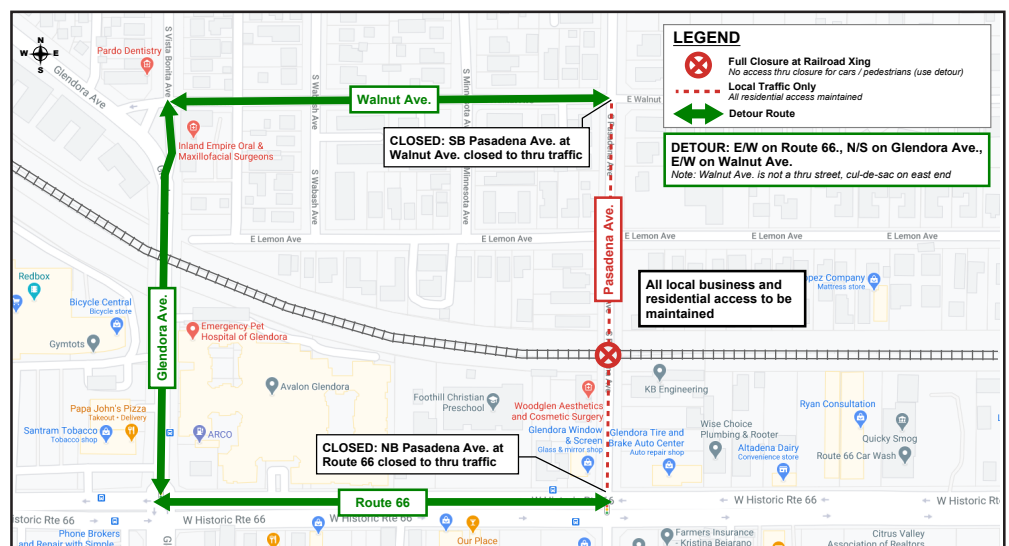 N
W E
S
Pardo Dentistry
Glendora Ave
S Vista Bonita Ave
S Wabash Ave
S Minnesota Ave
LEGEND
Full Closure at Railroad Xing
No access thru closure for cars / pedestrians (use detour)
Local Traffic Only
All residential access maintained
Detour Route
Walnut Ave.
E Walnut
CLOSED: SB Pasadena Ave. at
Walnut Ave. closed to thru traffic
Inland Empire Oral &
Maxillofacial Surgeons
DETOUR: E/W on Route 66., N/S on Glendora Ave.,
E/W on Walnut Ave.
Note: Walnut Ave. is not a thru street, cul-de-sac on east end
S Pasadena Ave
S Wabash Ave
Minnesota Ave
E Lemon Ave
E Lemon Ave
E Lemon Ave
E Lemon Ave
E Lemon Ave
Pasadena Ave.
Redbox
Bicycle Central
Bicycle store
Gymtots
Glendora Ave.
Emergency Pet
Hospital of Glendora
All local business and
residential access to be
maintained
opez Company
Mattress store
Avalon Glendora
Foothill Christian
Preschool
Woodglen Aesthetics
and Cosmetic Surgery
KB Engineering
Papa John's Pizza
Takeout • Delivery
Santram Tobacco
Tobacco shop
ARCO
Glendora Window
& Screen
Glass & mirror shop
Glendora Tire and
Brake Auto Center
Auto repair shop
Wise Choice
Plumbing & Rooter
Altadena Dairy
Convenience store
Ryan Consultation
Quicky Smog
Route 66 Car Wash
CLOSED: NB Pasadena Ave. at
Route 66 closed to thru traffic
Route 66
W Historic Rte 66
W Historic Rte 66
W Historic Rt
istoric Rte 66
W Historic Rte 66
W Historic Rte 66
Phone Brokers
and Repair with Simple
Our Place
Farmers Insurance
- Kristina Bejarano
Citrus Valley
Association of Realtors